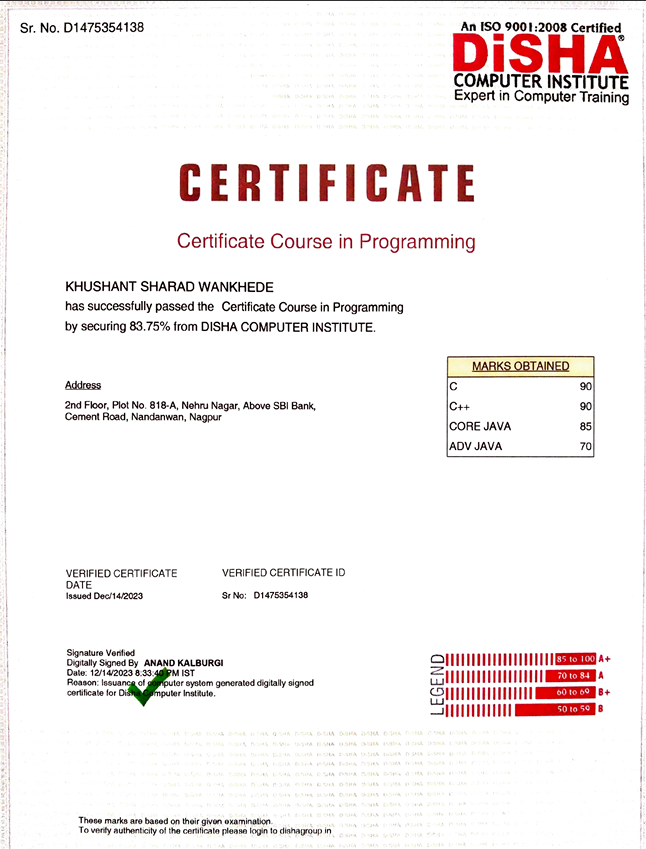 Sr. No. D1475354138
An ISO 9001:2008 Certified
DiSHA®
COMPUTER INSTITUTE
Expert in Computer Training
CERTIFICATE
Certificate Course in Programming
KHUSHANT SHARAD WANKHEDE
has successfully passed the Certificate Course in Programming
by securing 83.75% from DISHA COMPUTER INSTITUTE.
Address
2nd Floor, Plot No. 818-A, Nehru Nagar, Above SBI Bank,
Cement Road, Nandanwan, Nagpur
MARKS OBTAINED
C 90
C++ 90
CORE JAVA 85
ADV JAVA 70
VERIFIED CERTIFICATE
DATE
Issued Dec/14/2023
VERIFIED CERTIFICATE ID
Sr No: D1475354138
Signature Verified
Digitally Signed By ANAND KALBURGI
Date: 12/14/2023 8:33:40 PM IST
Reason: Issuance of computer system generated digitally signed
certificate for Disha Computer Institute.
LEGEND
85 to 100 A+
70 to 84 A
60 to 69 B+
50 to 59 B
These marks are based on their given examination.
To verify authenticity of the certificate please login to dishagroup.in